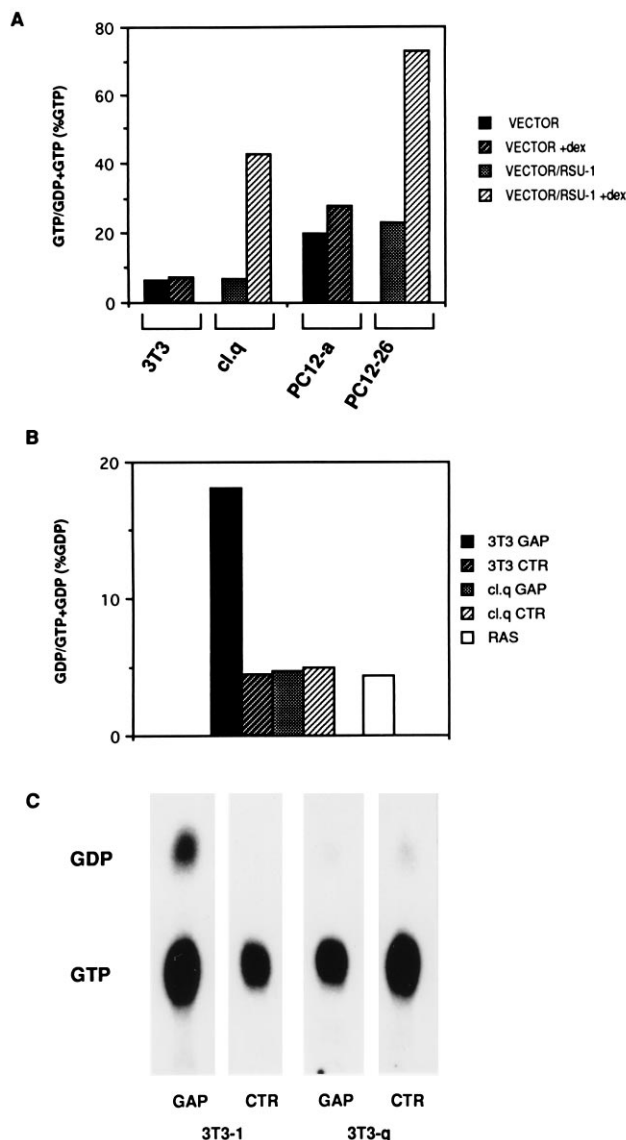 A
GTP/GDP+GTP (%GTP)
80
60
40
20
0
VECTOR
VECTOR +dex
VECTOR/RSU-1
VECTOR/RSU-1 +dex
3T3
cl.q
PC12-a
PC12-26
B
GDP/GTP+GDP (%GDP)
20
10
0
3T3 GAP
3T3 CTR
cl.q GAP
cl.q CTR
RAS
C
GDP
GTP
GAP CTR GAP CTR
3T3-1 3T3-q